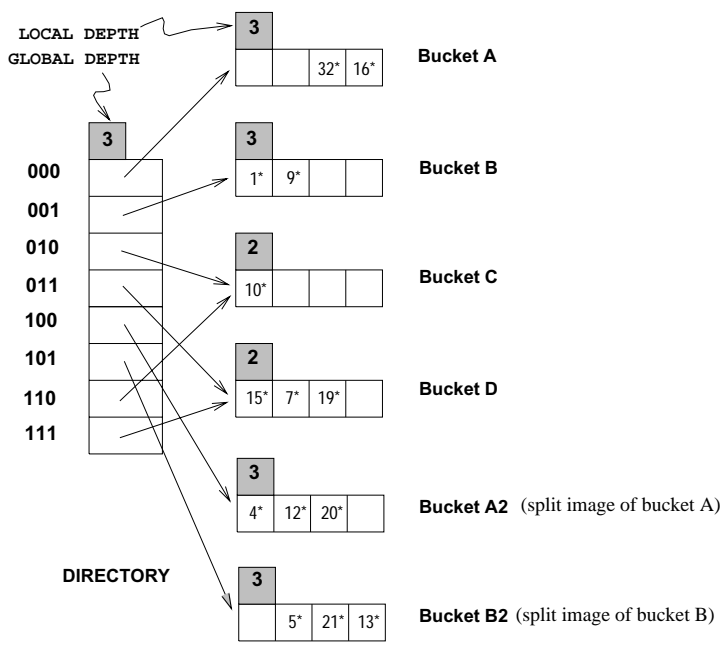 LOCAL DEPTH
GLOBAL DEPTH
3
32* 16*
Bucket A
3
000
001
010
011
100
101
110
111
DIRECTORY
3
1* 9*
Bucket B
2
10*
Bucket C
2
15* 7* 19*
Bucket D
3
4* 12* 20*
Bucket A2 (split image of bucket A)
3
5* 21* 13*
Bucket B2 (split image of bucket B)